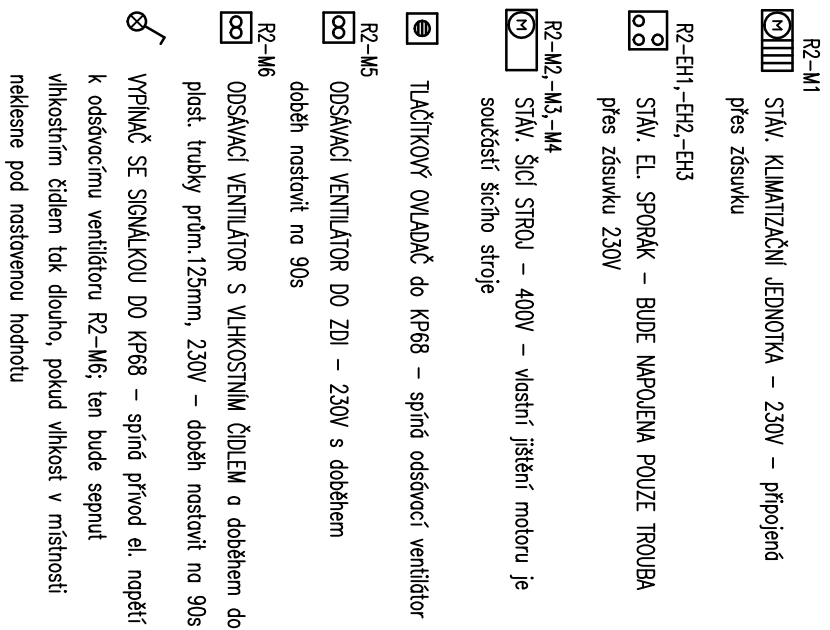 R2-M1
STÁV. KLIMATIZAČNÍ JEDNOTKA – 230V – připojená
přes zásuvku
R2-EH1,-EH2,-EH3
STÁV. EL. SPORÁK – BUDE NAPOJENA POUZE TROUBA
přes zásuvku 230V
R2-M2,-M3,-M4
STÁV. ŠICÍ STROJ – 400V – vlastní jištění motoru je
součástí šicího stroje
TLAČÍTKOVÝ OVLADAČ do KP68 – spíná odsávací ventilátor
R2-M5
ODSÁVACÍ VENTILÁTOR DO ZDI – 230V s doběhem
doběh nastavit na 90s
R2-M6
ODSÁVACÍ VENTILÁTOR S VLHKOSTNÍM ČIDLEM a doběhem do
plast. trubky prům.125mm, 230V – doběh nastavit na 90s
VYPÍNAČ SE SIGNÁLKOU DO KP68 – spíná přívod el. napětí
k odsávacímu ventilátoru R2-M6; ten bude sepnut
vlhkostním čidlem tak dlouho, pokud vlhkost v místnosti
neklesne pod nastavenou hodnotu